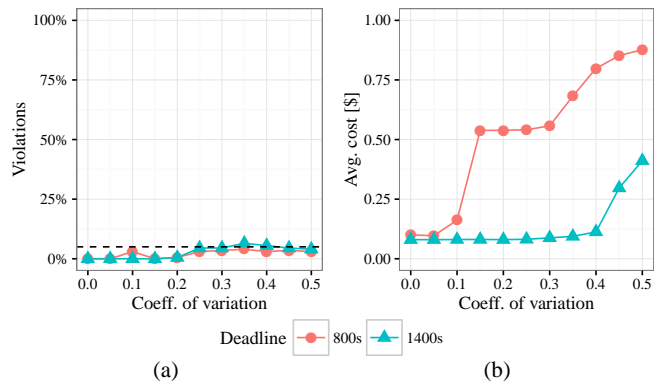 100%
75%
50%
25%
0%
Violations
0.0 0.1 0.2 0.3 0.4 0.5
Coeff. of variation
1.00
0.75
0.50
0.25
0.00
Avg. cost [$]
0.0 0.1 0.2 0.3 0.4 0.5
Coeff. of variation
Deadline 800s 1400s
(a) (b)